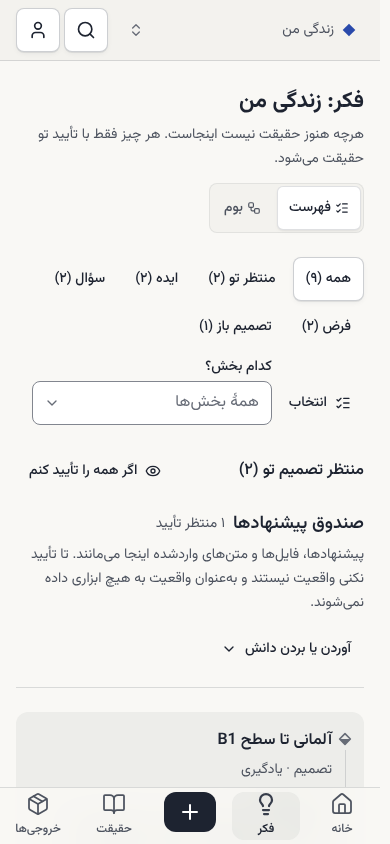 زندگی من
فکر: زندگی من
هرچه هنوز حقیقت نیست اینجاست. هر چیز فقط با تأیید تو
حقیقت می‌شود.
فهرست
بوم
همه (۹)
منتظر تو (۲)
ایده (۲)
سؤال (۲)
فرض (۲)
تصمیم باز (۱)
کدام بخش؟
انتخاب
همهٔ بخش‌ها
منتظر تصمیم تو (۲)
اگر همه را تأیید کنم
صندوق پیشنهادها ۱ منتظر تأیید
پیشنهادها، فایل‌ها و متن‌های واردشده اینجا می‌مانند. تا تأیید
نکنی واقعیت نیستند و به‌عنوان واقعیت به هیچ ابزاری داده
نمی‌شوند.
آوردن یا بردن دانش
آلمانی تا سطح B1
تصمیم · یادگیری
خانه
فکر
حقیقت
خروجی‌ها